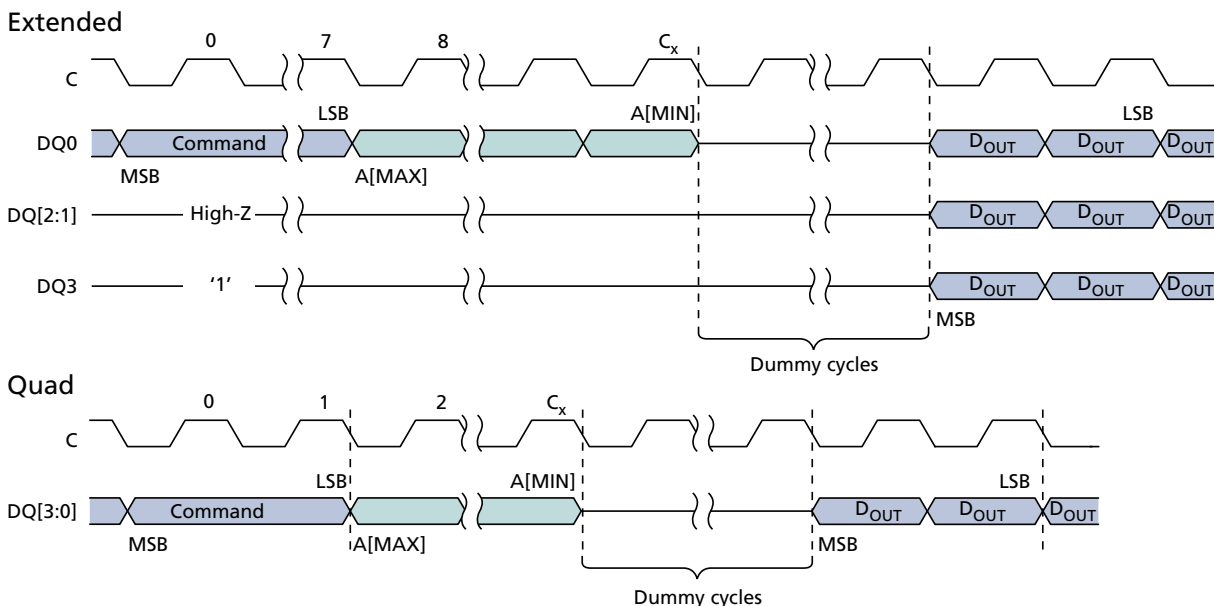 Extended
0 7 8 Cx
C
LSB A[MIN] LSB
DQ0 Command DOUT DOUT DOUT
MSB A[MAX]
DQ[2:1] High-Z DOUT DOUT DOUT
DQ3 '1' DOUT DOUT DOUT
MSB
Dummy cycles
Quad
0 1 2 Cx
C
LSB A[MIN] LSB
DQ[3:0] Command DOUT DOUT DOUT
MSB A[MAX] MSB
Dummy cycles